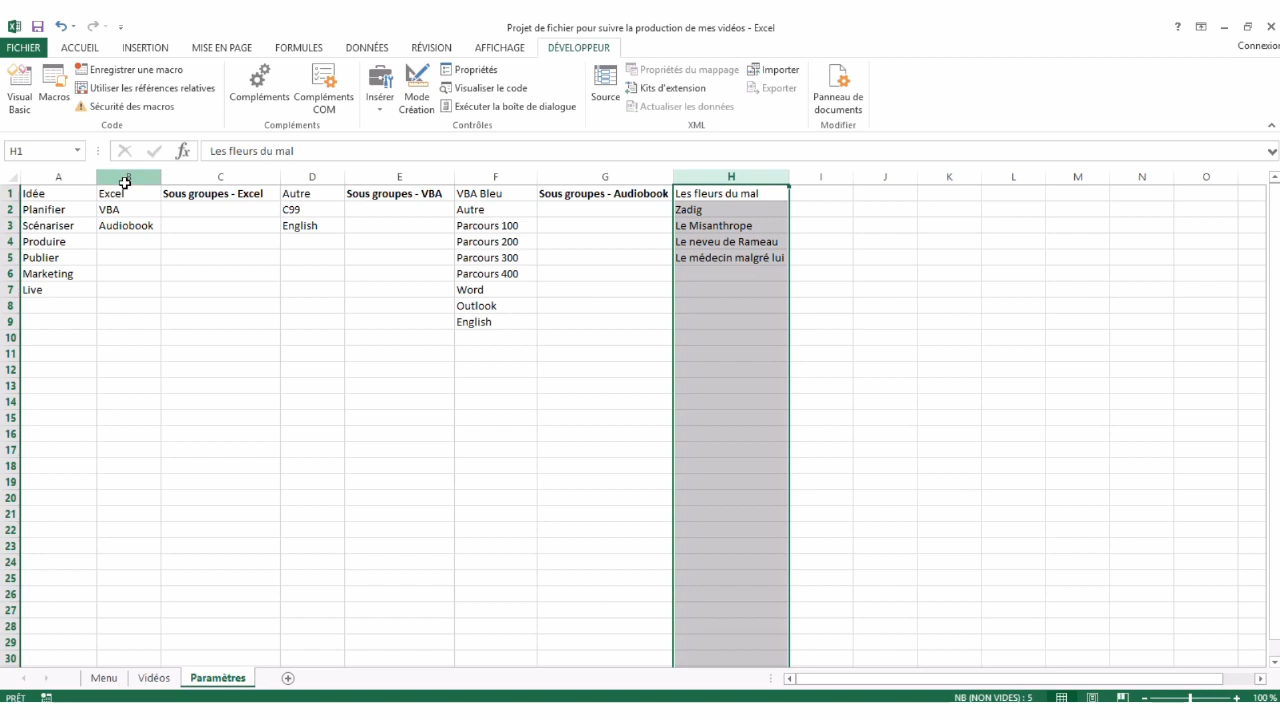 Projet de fichier pour suivre la production de mes vidéos - Excel
?
FICHIER ACCUEIL INSERTION MISE EN PAGE FORMULES DONNÉES RÉVISION AFFICHAGE DÉVELOPPEUR Connexio
Visual Basic
Macros
Enregistrer une macro
Utiliser les références relatives
Sécurité des macros
Code
Compléments
Compléments COM
Compléments
Insérer
Mode Création
Propriétés
Visualiser le code
Exécuter la boîte de dialogue
Contrôles
Source
Propriétés du mappage
Kits d'extension
Actualiser les données
Importer
Exporter
XML
Panneau de documents
Modifier
H1 fx Les fleurs du mal
A B C D E F G H I J K L M N O
1 Idée Excel Sous groupes - Excel Autre Sous groupes - VBA VBA Bleu Sous groupes - Audiobook Les fleurs du mal
2 Planifier VBA C99 Autre Zadig
3 Scénariser Audiobook English Parcours 100 Le Misanthrope
4 Produire Parcours 200 Le neveu de Rameau
5 Publier Parcours 300 Le médecin malgré lui
6 Marketing Parcours 400
7 Live Word
8 Outlook
9 English
10
11
12
13
14
15
16
17
18
19
20
21
22
23
24
25
26
27
28
29
30
Menu Vidéos Paramètres
PRÊT NB (NON VIDES) : 5 100 %